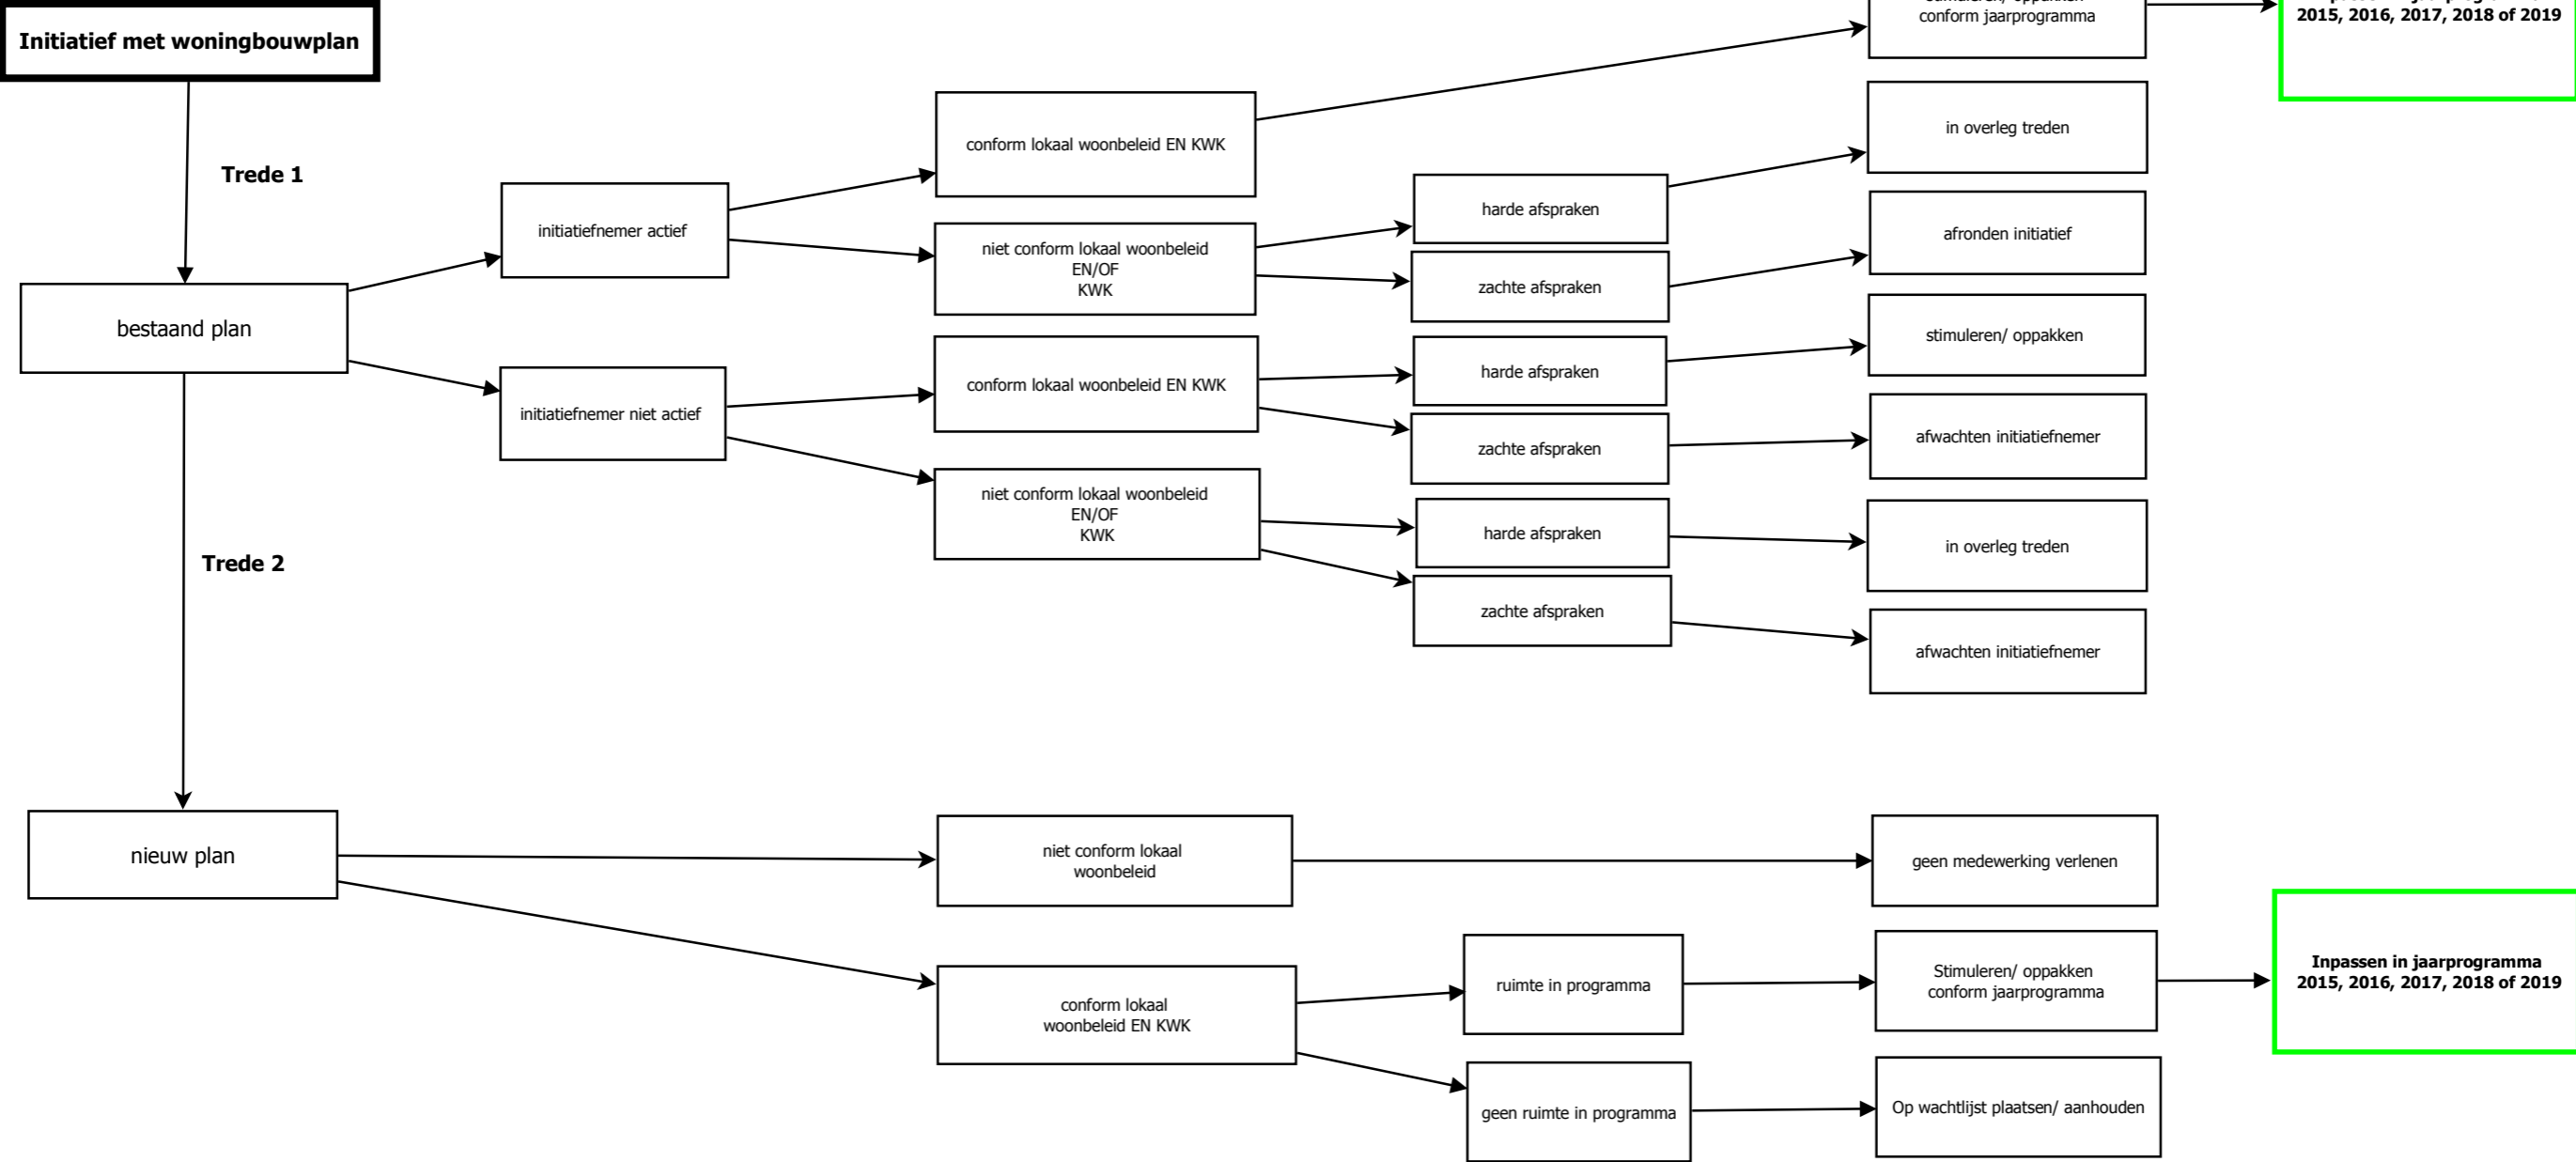 conform jaarprogramma
2015, 2016, 2017, 2018 of 2019
Initiatief met woningbouwplan
Trede 1
conform lokaal woonbeleid EN KWK
in overleg treden
initiatiefnemer actief
harde afspraken
niet conform lokaal woonbeleid
EN/OF
KWK
afronden initiatief
zachte afspraken
bestaand plan
stimuleren/ oppakken
conform lokaal woonbeleid EN KWK
harde afspraken
initiatiefnemer niet actief
zachte afspraken
afwachten initiatiefnemer
niet conform lokaal woonbeleid
EN/OF
KWK
harde afspraken
in overleg treden
Trede 2
zachte afspraken
afwachten initiatiefnemer
nieuw plan
niet conform lokaal
woonbeleid
geen medewerking verlenen
conform lokaal
woonbeleid EN KWK
ruimte in programma
Stimuleren/ oppakken
conform jaarprogramma
Inpassen in jaarprogramma
2015, 2016, 2017, 2018 of 2019
geen ruimte in programma
Op wachtlijst plaatsen/ aanhouden